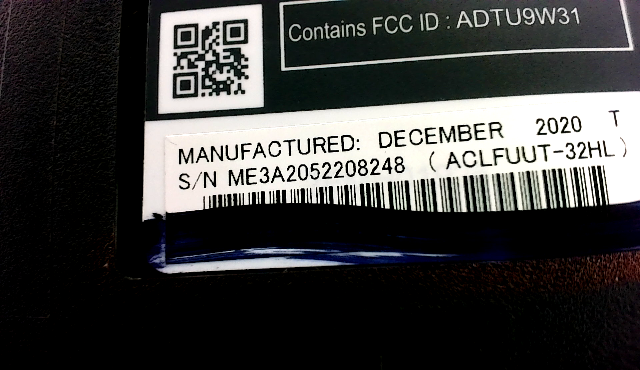 Contains FCC ID : ADTU9W31
MANUFACTURED: DECEMBER 2020 T
S/N ME3A2052208248 (ACLFUUT-32HL)